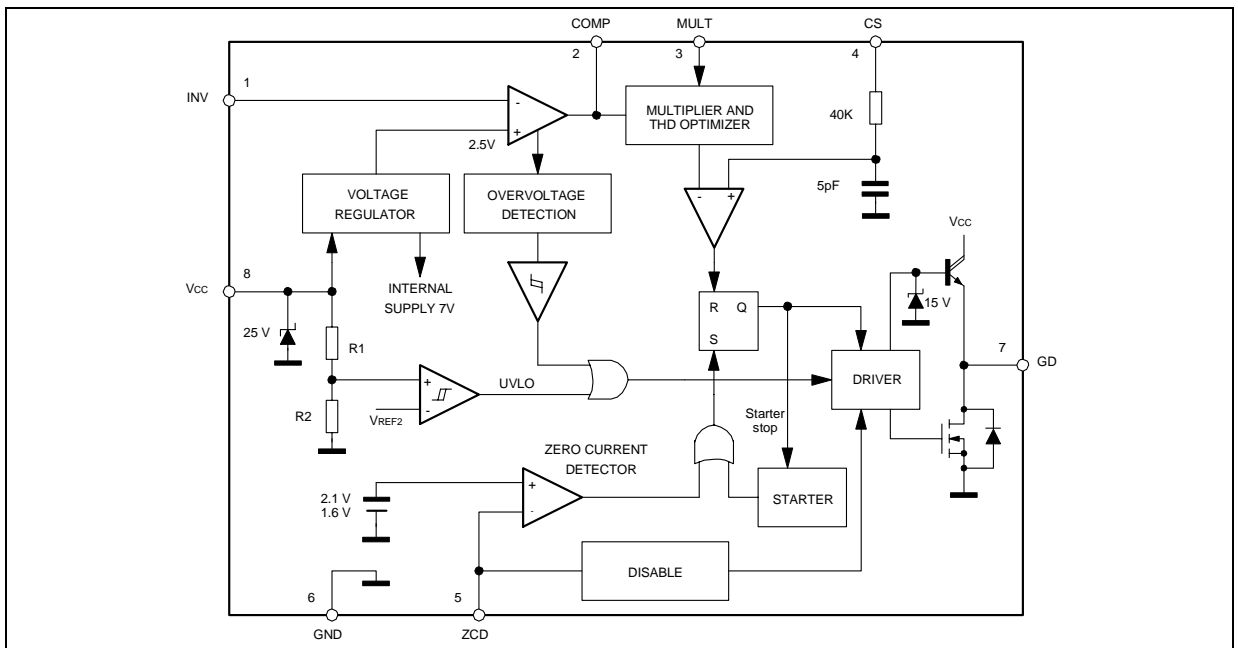 COMP
MULT
CS
2
3
4
1
INV
-
+
2.5V
MULTIPLIER AND
THD OPTIMIZER
40K
5pF
VOLTAGE
REGULATOR
OVERVOLTAGE
DETECTION
-
+
VCC
8
VCC
INTERNAL
SUPPLY 7V
R
Q
S
15 V
25 V
R1
7
GD
DRIVER
+
-
UVLO
R2
VREF2
Starter
stop
ZERO CURRENT
DETECTOR
+
-
2.1 V
1.6 V
STARTER
DISABLE
6
5
GND
ZCD